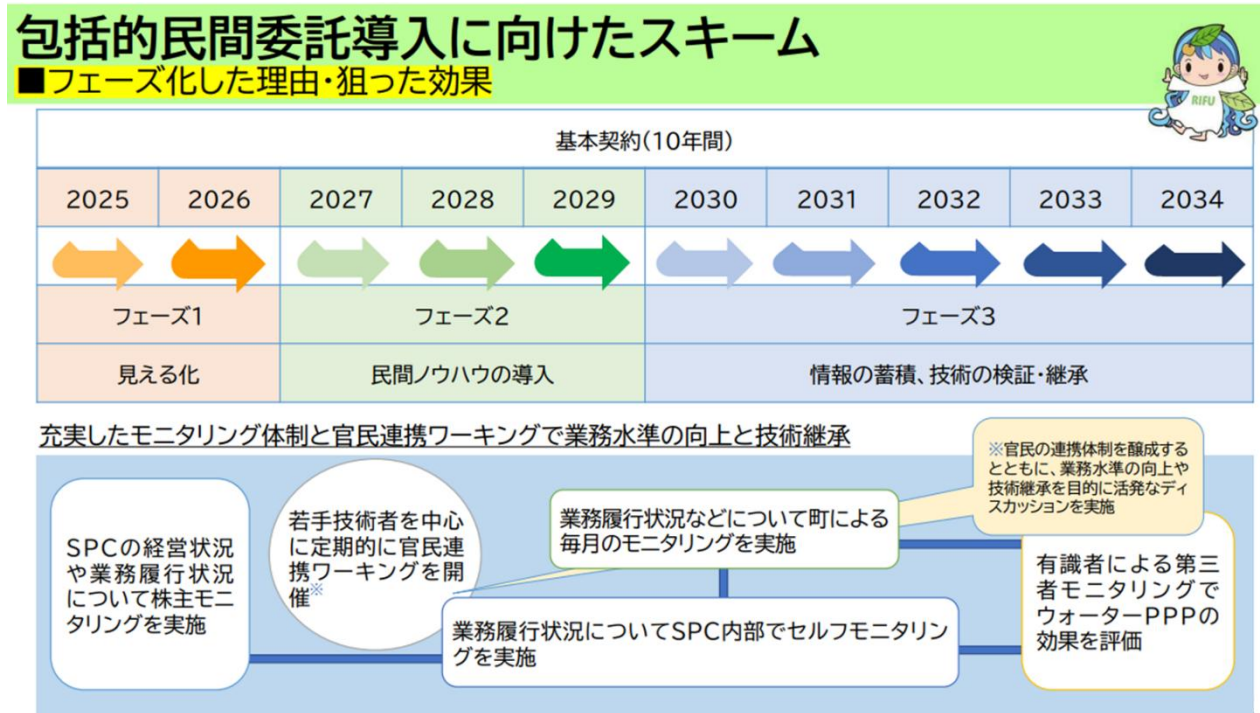 包括的民間委託導入に向けたスキーム
■フェーズ化した理由・狙った効果
RIFU
基本契約(10年間)
2025 2026 2027 2028 2029 2030 2031 2032 2033 2034
フェーズ1 フェーズ2 フェーズ3
見える化 民間ノウハウの導入 情報の蓄積、技術の検証・継承
充実したモニタリング体制と官民連携ワーキングで業務水準の向上と技術継承
※官民の連携体制を醸成する
とともに、業務水準の向上や
技術継承を目的に活発なディ
スカッションを実施
SPCの経営状況
や業務履行状況
について株主モニ
タリングを実施
若手技術者を中心
に定期的に官民連
携ワーキングを開
催※
業務履行状況などについて町による
毎月のモニタリングを実施
業務履行状況についてSPC内部でセルフモニタリン
グを実施
有識者による第三
者モニタリングで
ウォーターPPPの
効果を評価